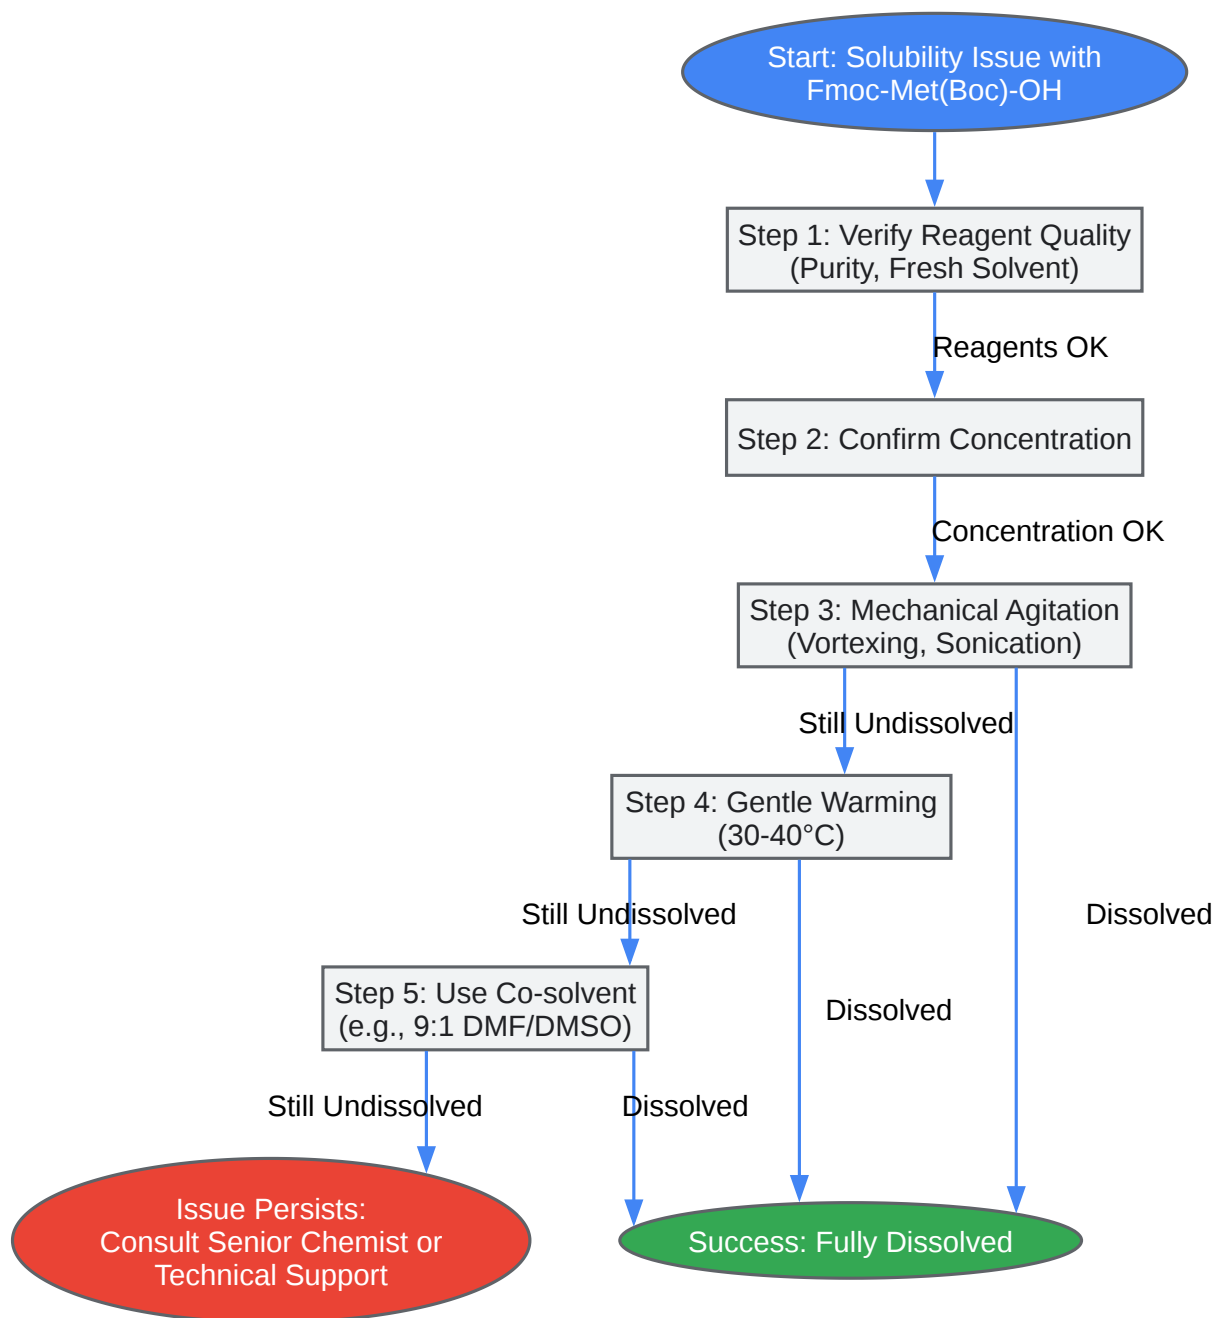 Start: Solubility Issue with
Fmoc-Met(Boc)-OH
Step 1: Verify Reagent Quality
(Purity, Fresh Solvent)
Reagents OK
Step 2: Confirm Concentration
Concentration OK
Step 3: Mechanical Agitation
(Vortexing, Sonication)
Still Undissolved
Step 4: Gentle Warming
(30-40°C)
Still Undissolved
Dissolved
Step 5: Use Co-solvent
(e.g., 9:1 DMF/DMSO)
Dissolved
Still Undissolved
Dissolved
Issue Persists:
Consult Senior Chemist or
Technical Support
Success: Fully Dissolved